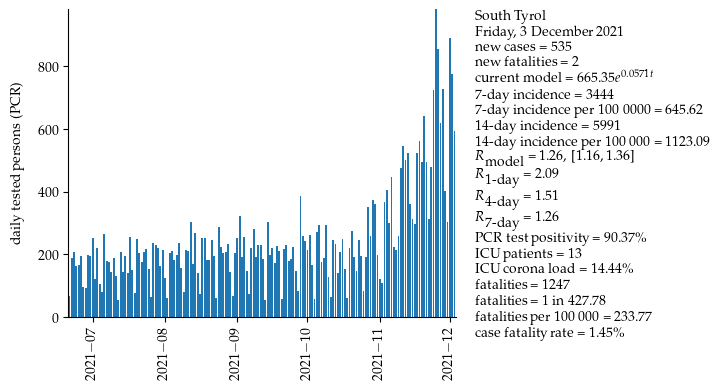 South Tyrol
Friday, 3 December 2021
new cases = 535
new fatalities = 2
current model = 665.35e^0.0571t
7-day incidence = 3444
7-day incidence per 100 0000 = 645.62
14-day incidence = 5991
14-day incidence per 100 000 = 1123.09
R_model = 1.26, [1.16, 1.36]
R_1-day = 2.09
R_4-day = 1.51
R_7-day = 1.26
PCR test positivity = 90.37%
ICU patients = 13
ICU corona load = 14.44%
fatalities = 1247
fatalities = 1 in 427.78
fatalities per 100 000 = 233.77
case fatality rate = 1.45%
daily tested persons (PCR)
800
600
400
200
0
2021−07
2021−08
2021−09
2021−10
2021−11
2021−12